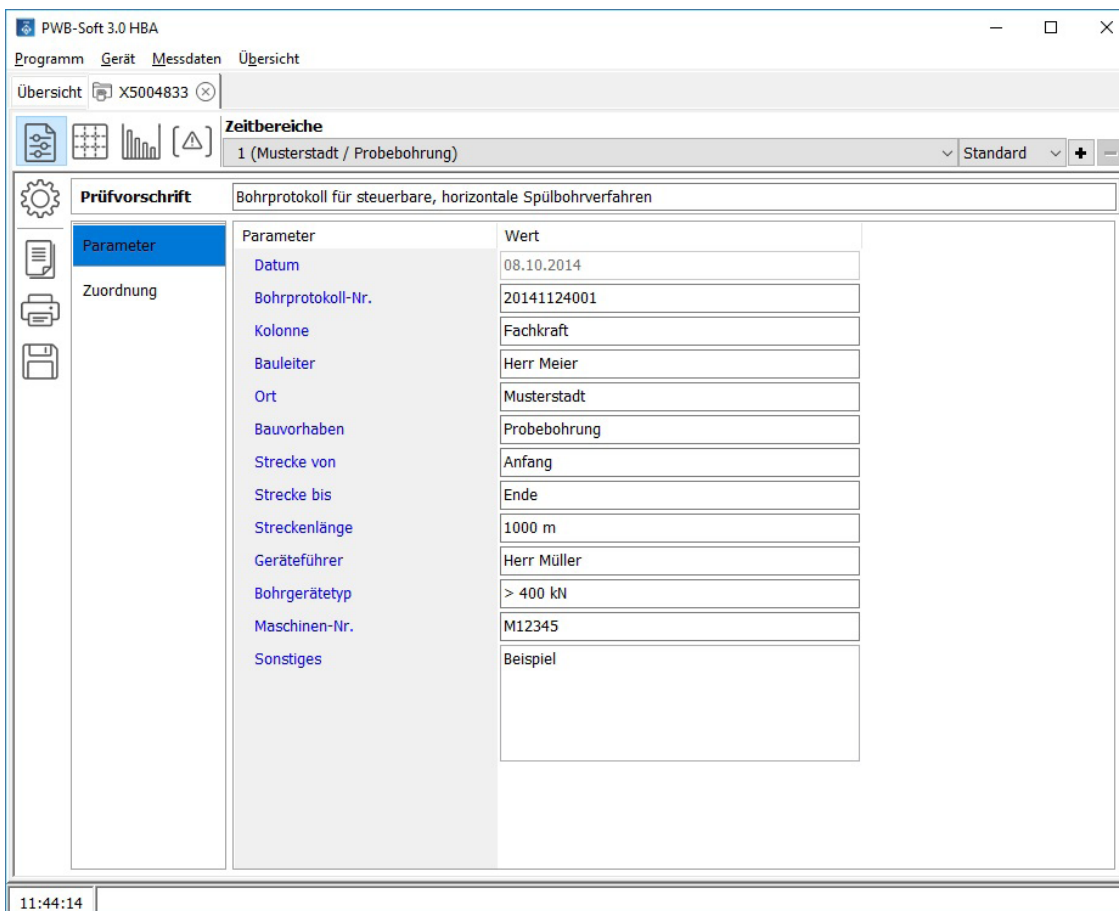 PWB-Soft 3.0 HBA
Programm Gerät Messdaten Übersicht
Übersicht X5004833
Zeitbereiche
1 (Musterstadt / Probebohrung) Standard
Prüfvorschrift Bohrprotokoll für steuerbare, horizontale Spülbohrverfahren
Parameter
Zuordnung
Parameter Wert
Datum 08.10.2014
Bohrprotokoll-Nr. 20141124001
Kolonne Fachkraft
Bauleiter Herr Meier
Ort Musterstadt
Bauvorhaben Probebohrung
Strecke von Anfang
Strecke bis Ende
Streckenlänge 1000 m
Geräteführer Herr Müller
Bohrgerätetyp > 400 kN
Maschinen-Nr. M12345
Sonstiges Beispiel
11:44:14